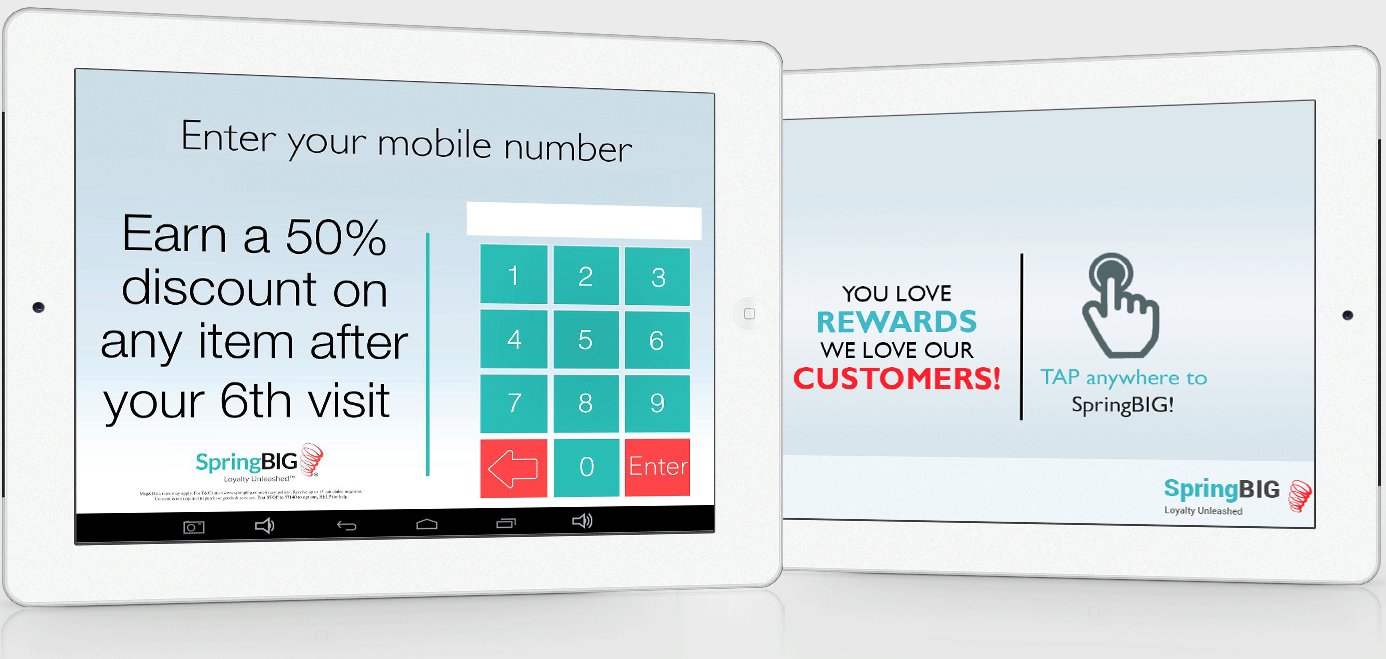 Enter your mobile number
Earn a 50%
discount on
any item after
your 6th visit
1 2 3
4 5 6
7 8 9
0 Enter
SpringBIG
Loyalty Unleashed™
YOU LOVE
REWARDS
WE LOVE OUR
CUSTOMERS!
TAP anywhere to
SpringBIG!
SpringBIG
Loyalty Unleashed